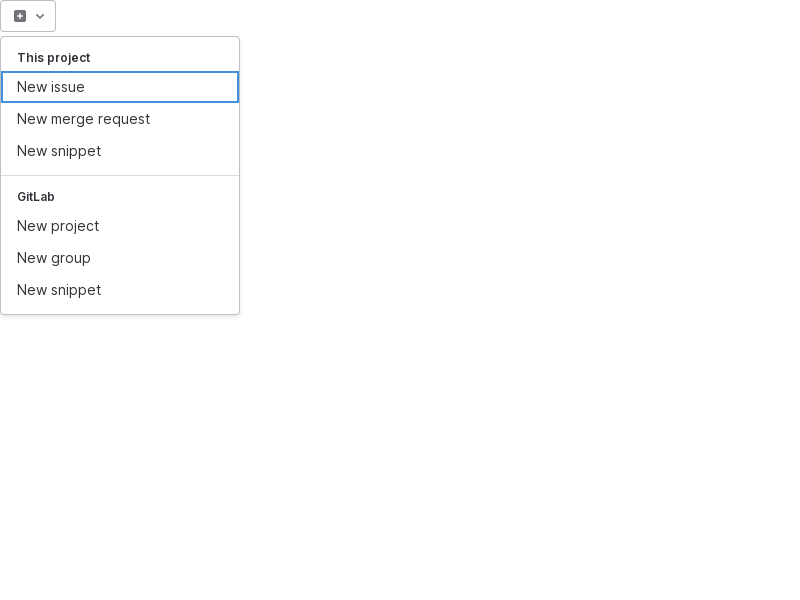 This project
New issue
New merge request
New snippet
GitLab
New project
New group
New snippet